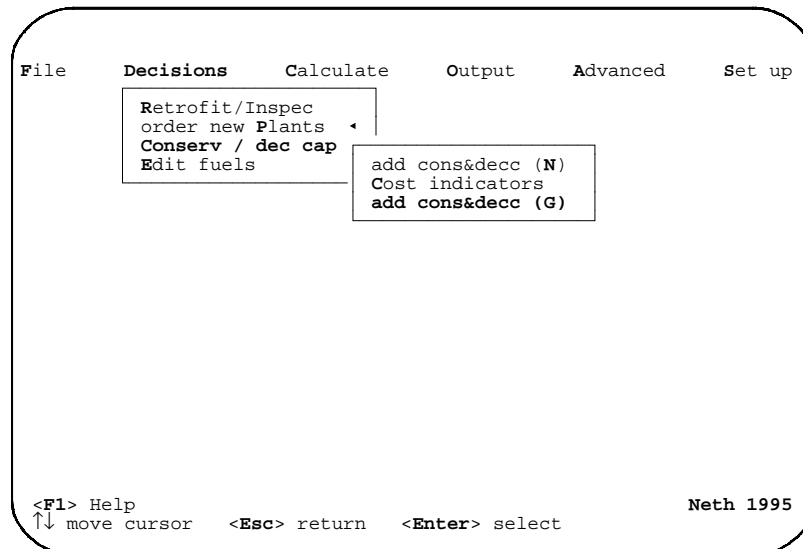 File Decisions Calculate Output Advanced Set up
Retrofit/Inspec
order new Plants ◂
Conserv / dec cap
Edit fuels
add cons&decc (N)
Cost indicators
add cons&decc (G)
<F1> Help Neth 1995
↑↓ move cursor <Esc> return <Enter> select